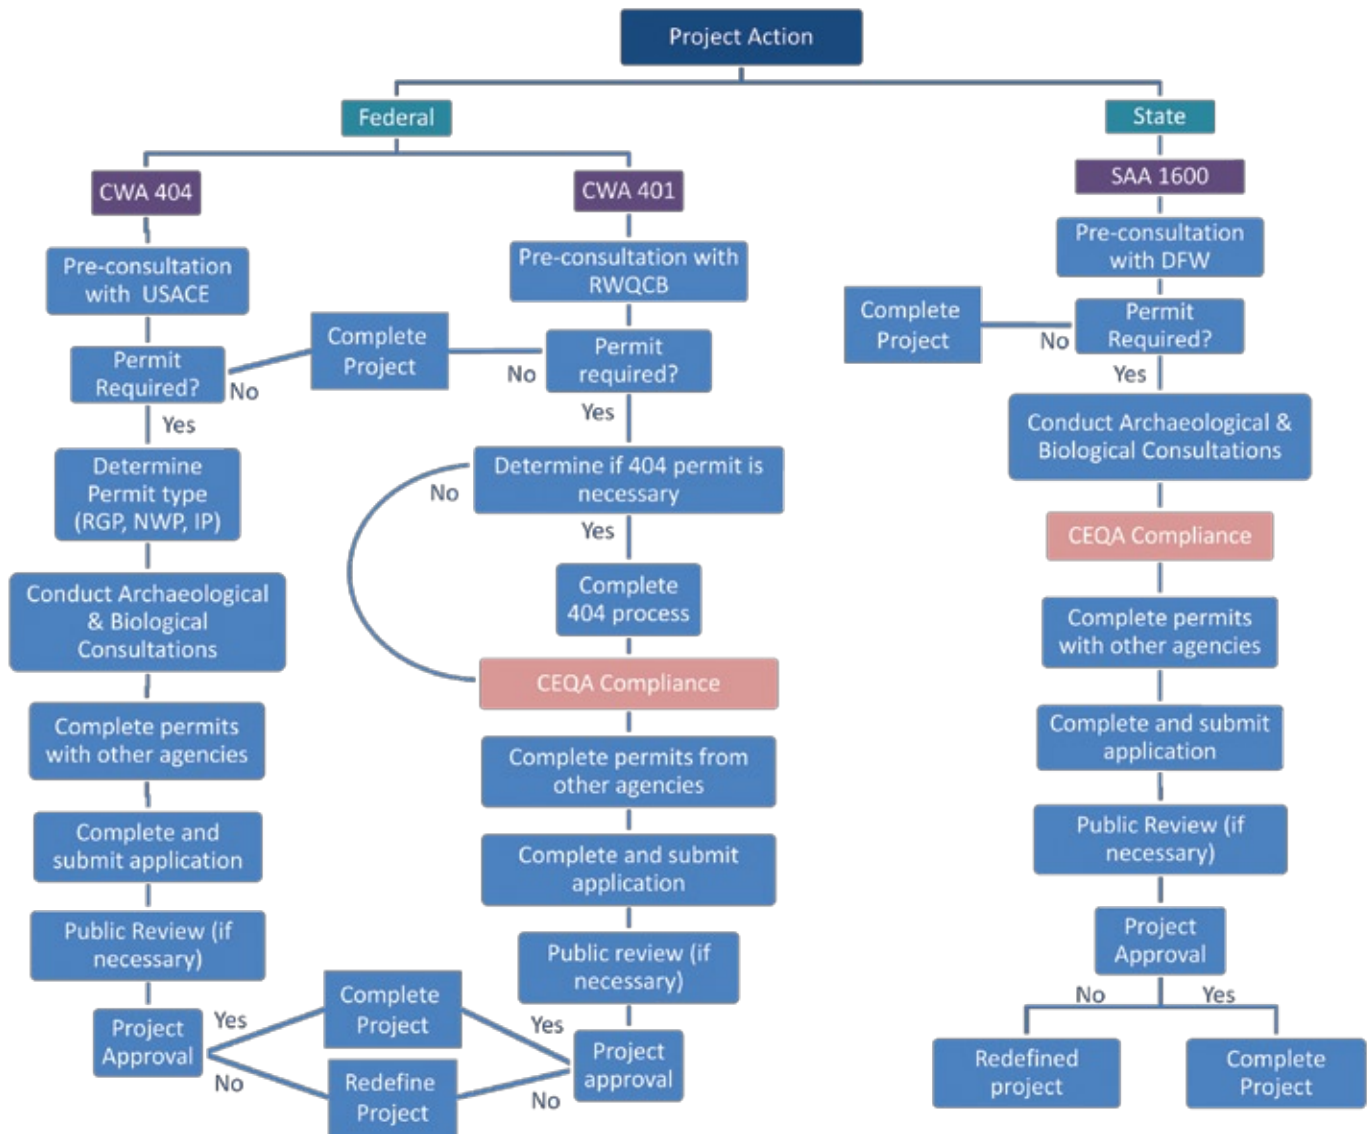 Project Action
Federal
State
CWA 404
CWA 401
SAA 1600
Pre-consultation
with USACE
Pre-consultation with
RWQCB
Pre-consultation
with DFW
Permit
Required?
No
Yes
Complete
Project
Permit
required?
No
Yes
Complete
Project
Permit
Required?
No
Yes
Determine
Permit type
(RGP, NWP, IP)
Determine if 404 permit is
necessary
No
Yes
Conduct Archaeological &
Biological Consultations
Conduct Archaeological
& Biological
Consultations
Complete
404 process
CEQA Compliance
CEQA Compliance
Complete permits
with other agencies
Complete permits from
other agencies
Complete permits
with other agencies
Complete and
submit application
Complete and submit
application
Complete and submit
application
Public Review (if
necessary)
Public review (if
necessary)
Public Review (if
necessary)
Project
Approval
Yes
No
Complete
Project
Redefine
Project
Yes
No
Project
approval
Project
Approval
No
Yes
Redefined
project
Complete
Project